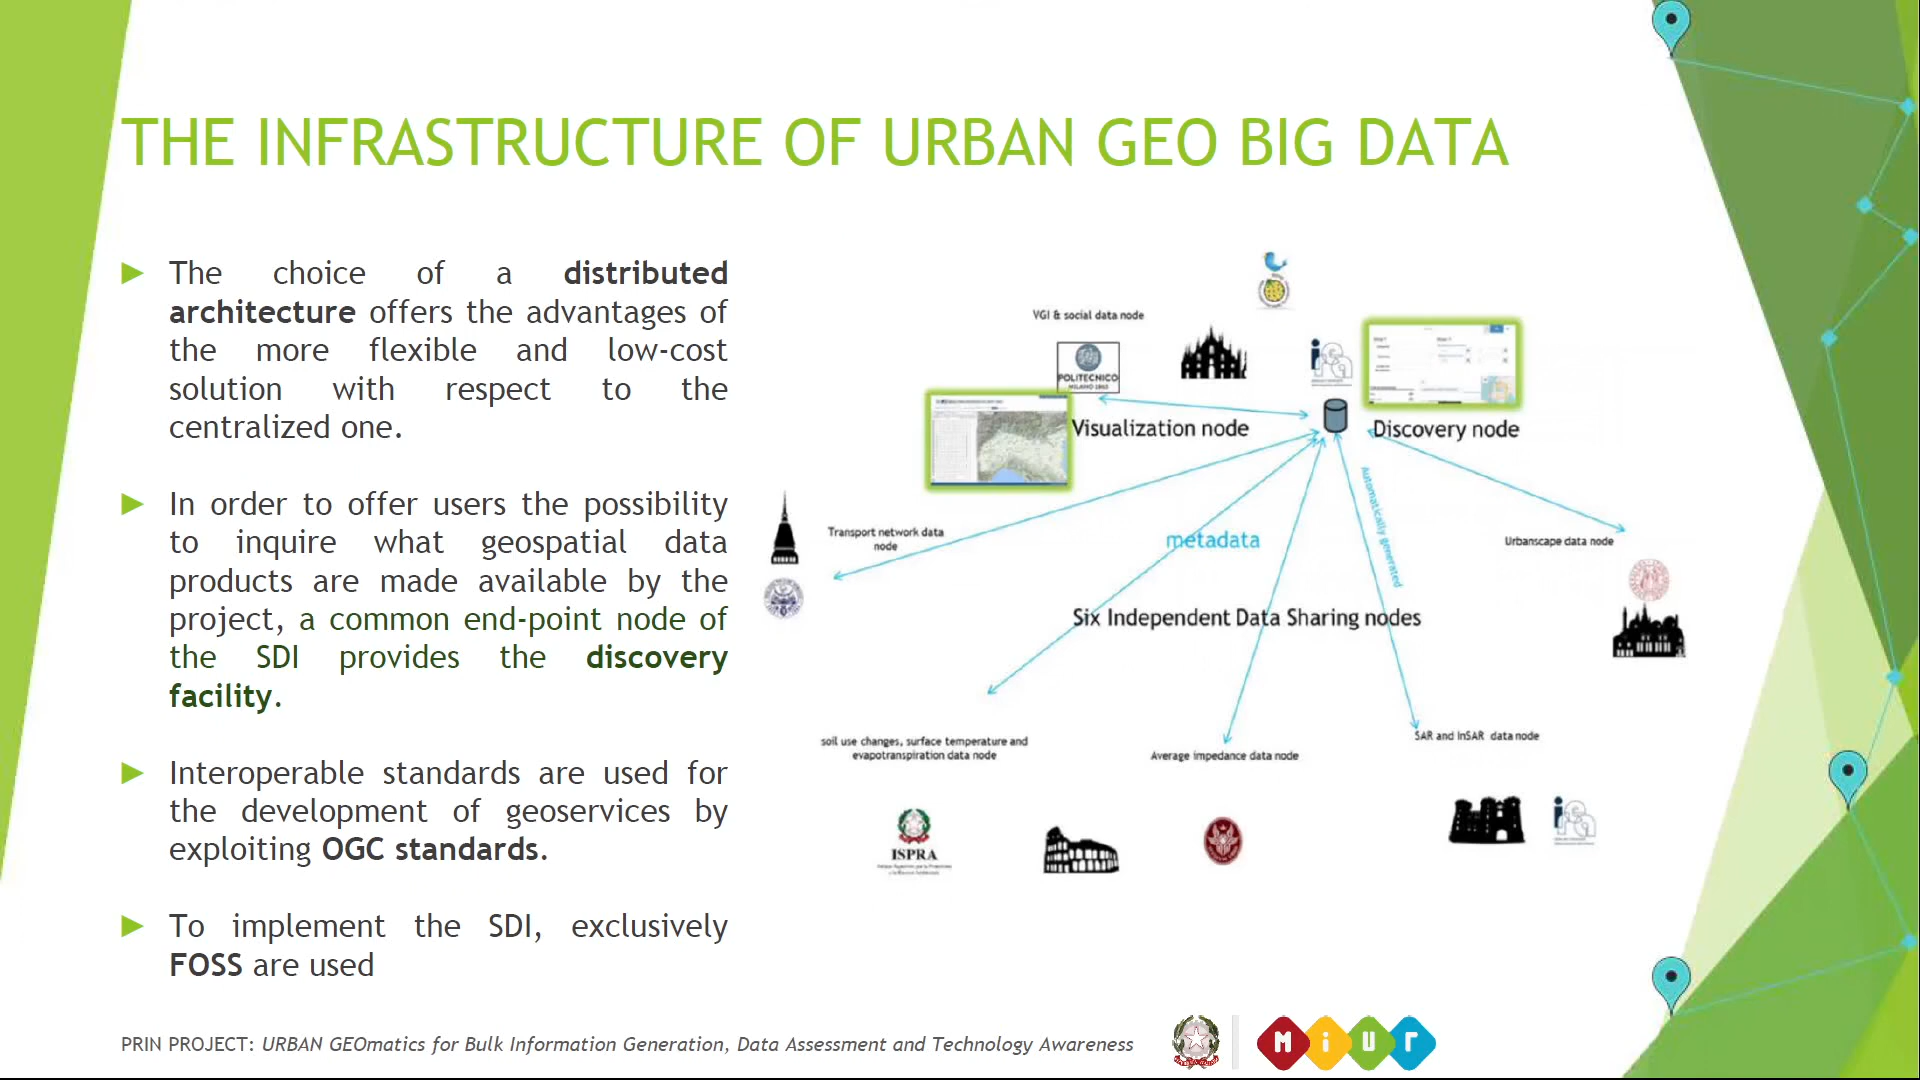 THE INFRASTRUCTURE OF URBAN GEO BIG DATA
The choice of a distributed
architecture offers the advantages of
the more flexible and low-cost
solution with respect to the
centralized one.
In order to offer users the possibility
to inquire what geospatial data
products are made available by the
project, a common end-point node of
the SDI provides the discovery
facility.
Interoperable standards are used for
the development of geoservices by
exploiting OGC standards.
To implement the SDI, exclusively
FOSS are used
VGI & social data node
POLITECNICO
MILANO 1863
Visualization node
Discovery node
Automatically generated
Transport network data
node
metadata
Urbanscape data node
Six Independent Data Sharing nodes
soil use changes, surface temperature and
evapotranspiration data node
Average impedance data node
SAR and InSAR data node
ISPRA
PRIN PROJECT: URBAN GEOmatics for Bulk Information Generation, Data Assessment and Technology Awareness
Miur